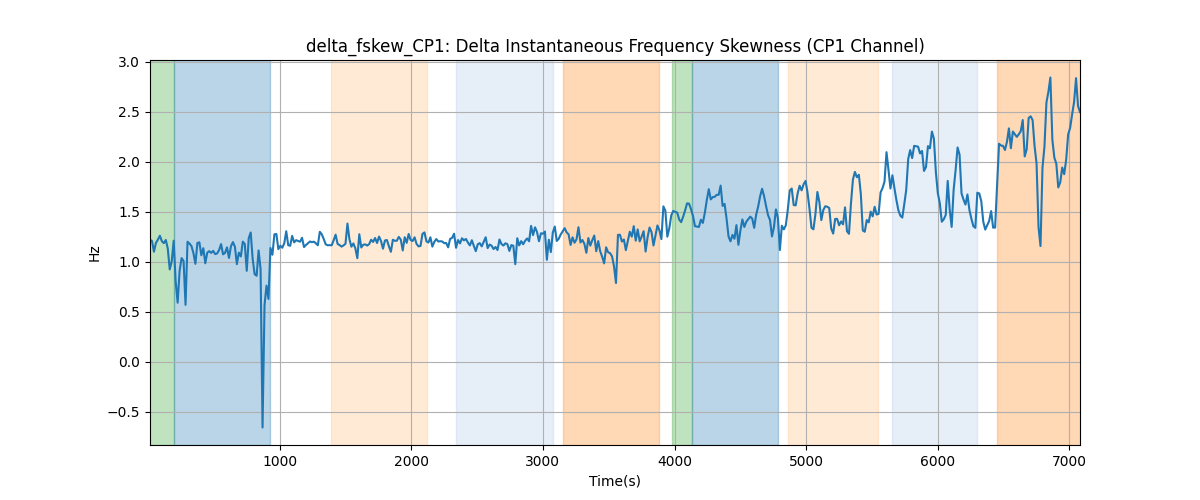 delta_fskew_CP1: Delta Instantaneous Frequency Skewness (CP1 Channel)
3.0
2.5
2.0
1.5
1.0
0.5
0.0
−0.5
Hz
1000 2000 3000 4000 5000 6000 7000
Time(s)